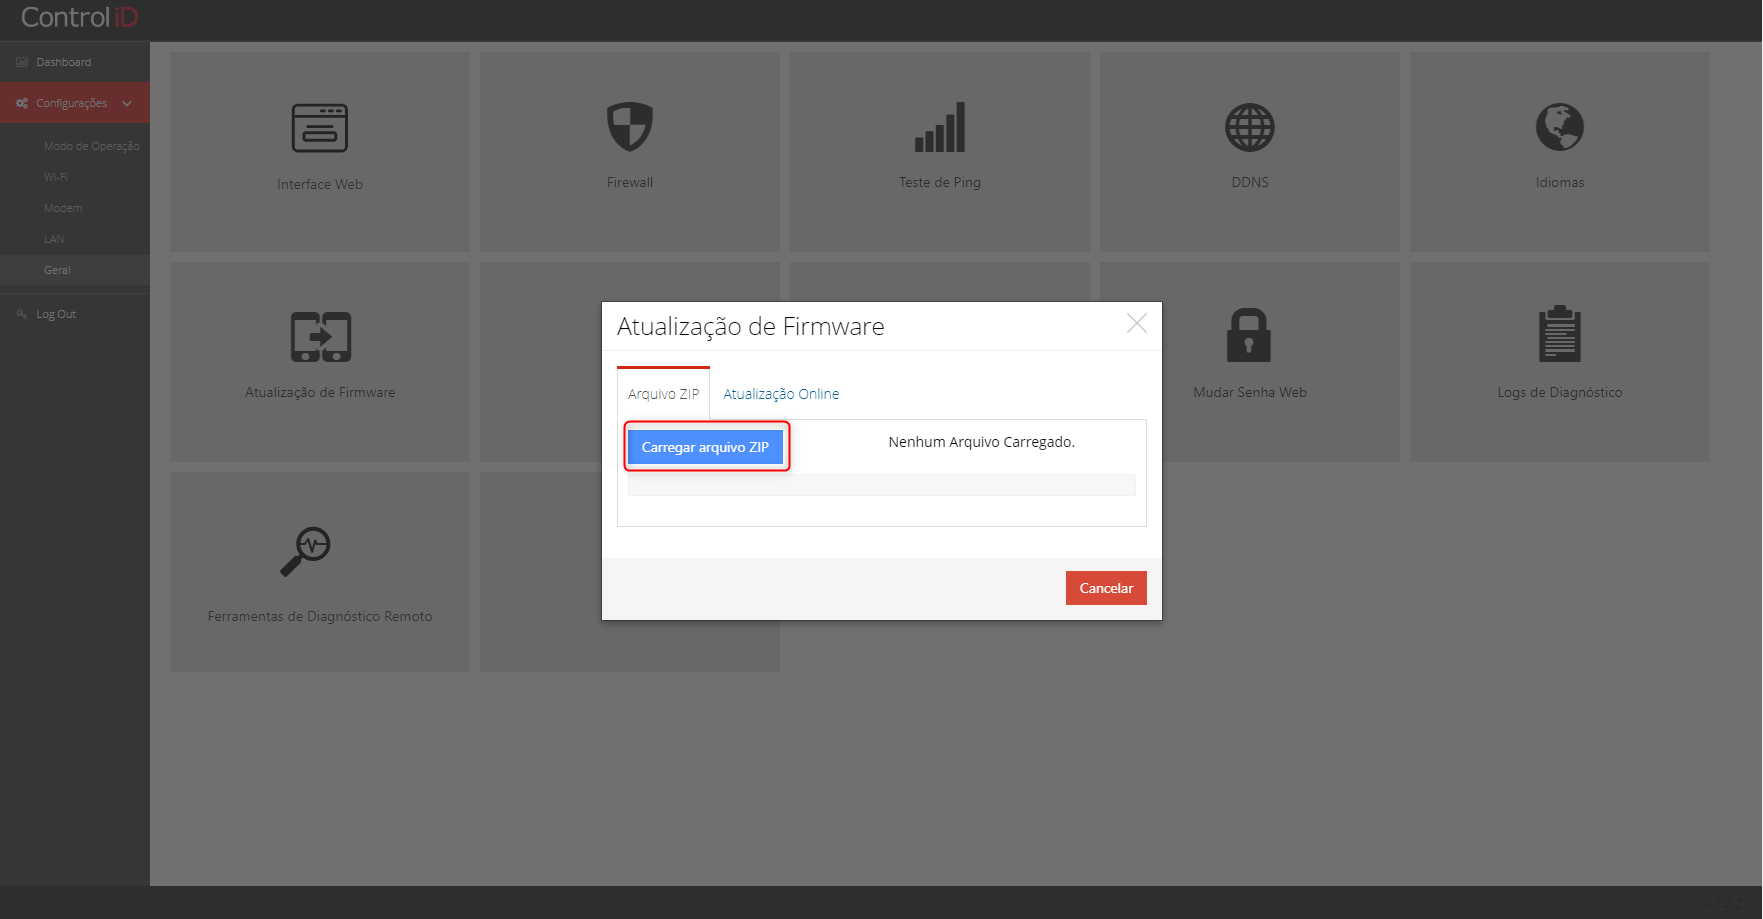 Control iD
Dashboard
Configurações
Modo de Operação
Wi-Fi
Modem
LAN
Geral
Log Out
Interface Web
Firewall
Teste de Ping
DDNS
Idiomas
Atualização de Firmware
Mudar Senha Web
Logs de Diagnóstico
Ferramentas de Diagnóstico Remoto
Atualização de Firmware
Arquivo ZIP
Atualização Online
Carregar arquivo ZIP
Nenhum Arquivo Carregado.
Cancelar